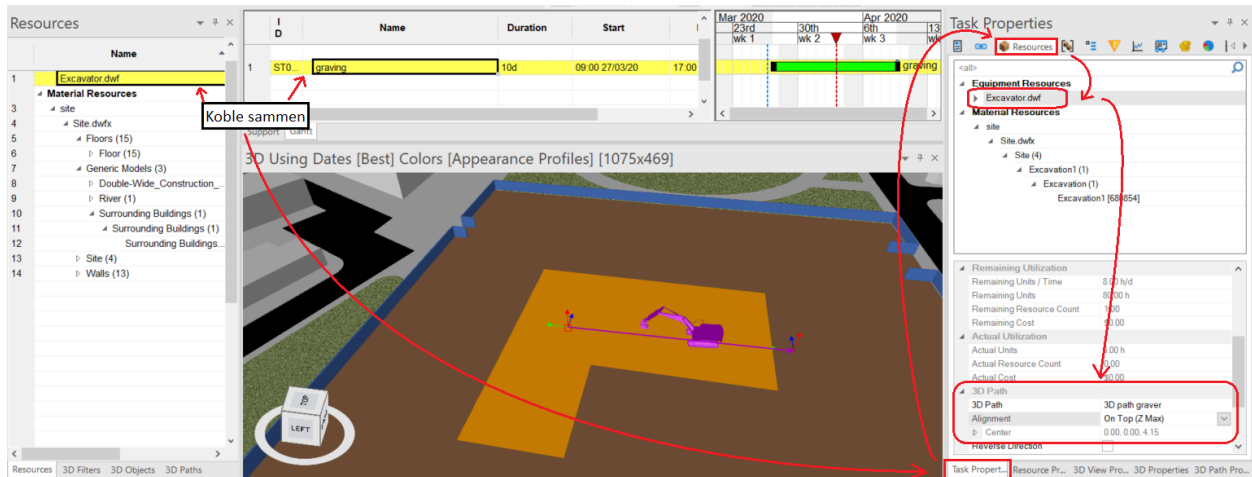 Resources
Name
1 Excavator.dwf
Material Resources
3 site
4 Site.dwfx
5 Floors (15)
6 Floor (15)
7 Generic Models (3)
8 Double-Wide_Construction_...
9 River (1)
10 Surrounding Buildings (1)
11 Surrounding Buildings (1)
12 Surrounding Buildings...
13 Site (4)
14 Walls (13)
Resources 3D Filters 3D Objects 3D Paths
Koble sammen
ID Name Duration Start
1 ST0... graving 10d 09:00 27/03/20 17:00
Support Gantt
Mar 2020 Apr 2020
23rd 30th 6th 13
wk 1 wk 2 wk 3 wk
graving
3D Using Dates [Best] Colors [Appearance Profiles] [1075x469]
TOP
LEFT
Task Properties
Resources
<all>
Equipment Resources
Excavator.dwf
Material Resources
site
Site.dwfx
Site (4)
Excavation1 (1)
Excavation (1)
Excavation1 [680854]
Remaining Utilization
Remaining Units / Time 8.00 h/d
Remaining Units 80.00 h
Remaining Resource Count 1.00
Remaining Cost
Actual Utilization
Actual Units 0.00 h
Actual Resource Count 0.00
Actual Cost
3D Path
3D Path 3D path graver
Alignment On Top (Z Max)
Center 0.00, 0.00, 4.15
Reverse Direction
Task Propert... Resource Pr... 3D View Pro... 3D Properties 3D Path Pro...